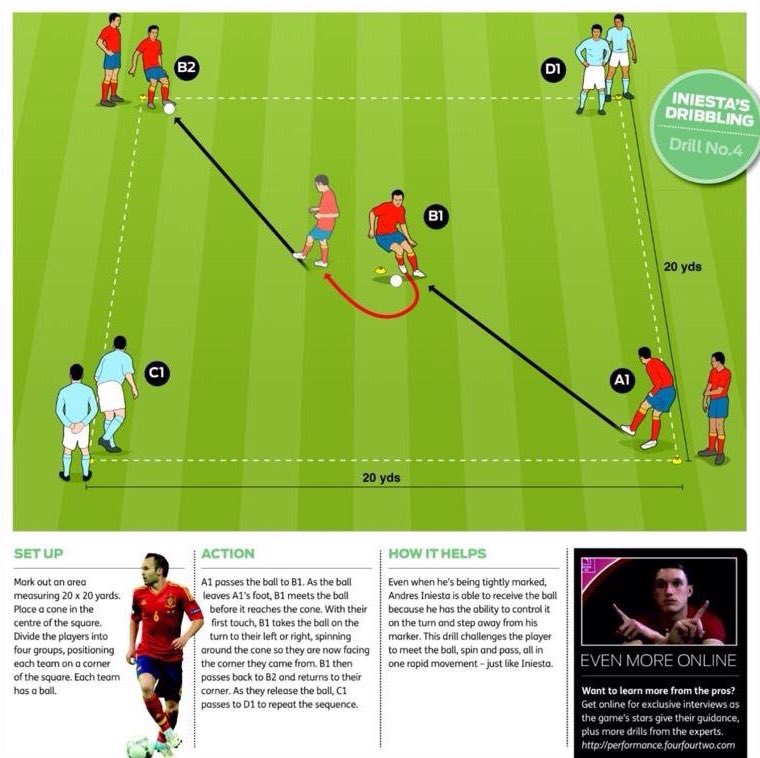 B2
D1
INIESTA'S
DRIBBLING
Drill No.4
B1
20 yds
C1
A1
20 yds
SET UP
Mark out an area
measuring 20 x 20 yards.
Place a cone in the
centre of the square.
Divide the players into
four groups, positioning
each team on a corner
of the square. Each team
has a ball.
6
ACTION
A1 passes the ball to B1. As the ball
leaves A1's foot, B1 meets the ball
before it reaches the cone. With their
first touch, B1 takes the ball on the
turn to their left or right, spinning
around the cone so they are now facing
the corner they came from. B1 then
passes back to B2 and returns to their
corner. As they release the ball, C1
passes to D1 to repeat the sequence.
HOW IT HELPS
Even when he's being tightly marked,
Andres Iniesta is able to receive the ball
because he has the ability to control it
on the turn and step away from his
marker. This drill challenges the player
to meet the ball, spin and pass, all in
one rapid movement – just like Iniesta.
EVEN MORE ONLINE
Want to learn more from the pros?
Get online for exclusive interviews as
the game's stars give their guidance,
plus more drills from the experts.
http://performance.fourfourtwo.com